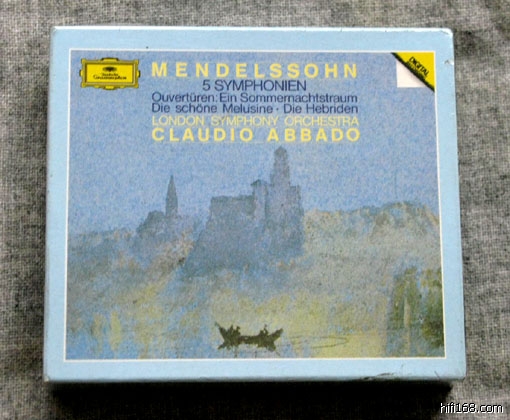 Deutsche
Grammophon
DIGITAL
MENDELSSOHN
5 SYMPHONIEN
Ouvertüren: Ein Sommernachtstraum
Die schöne Melusine · Die Hebriden
LONDON SYMPHONY ORCHESTRA
CLAUDIO ABBADO
hifi168.com